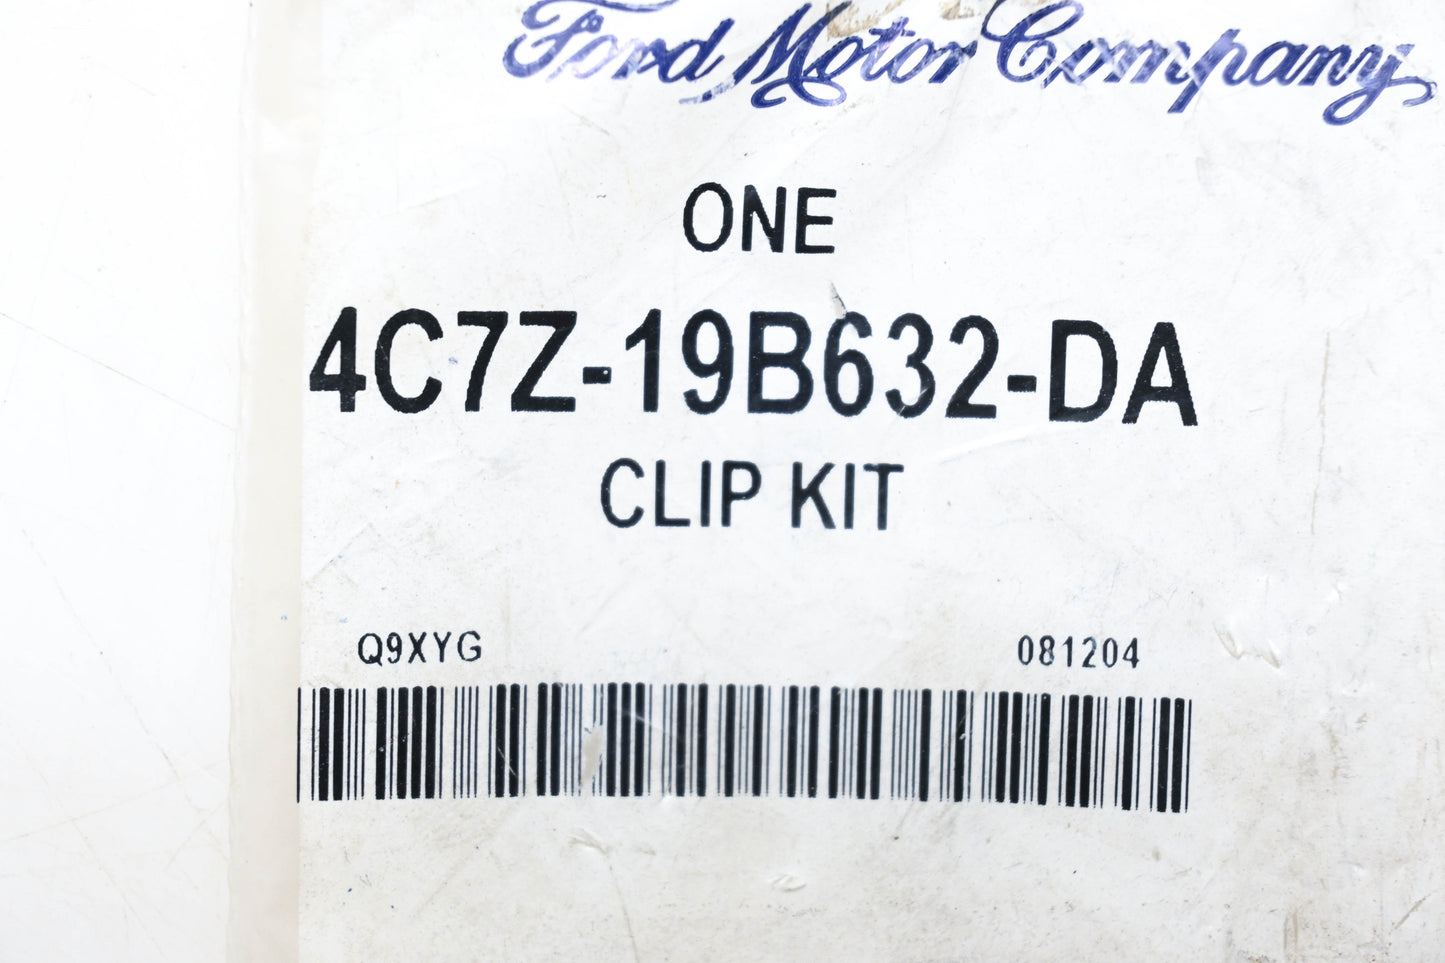 Ford Motor Company
ONE
4C7Z-19B632-DA
CLIP KIT
Q9XYG 081204